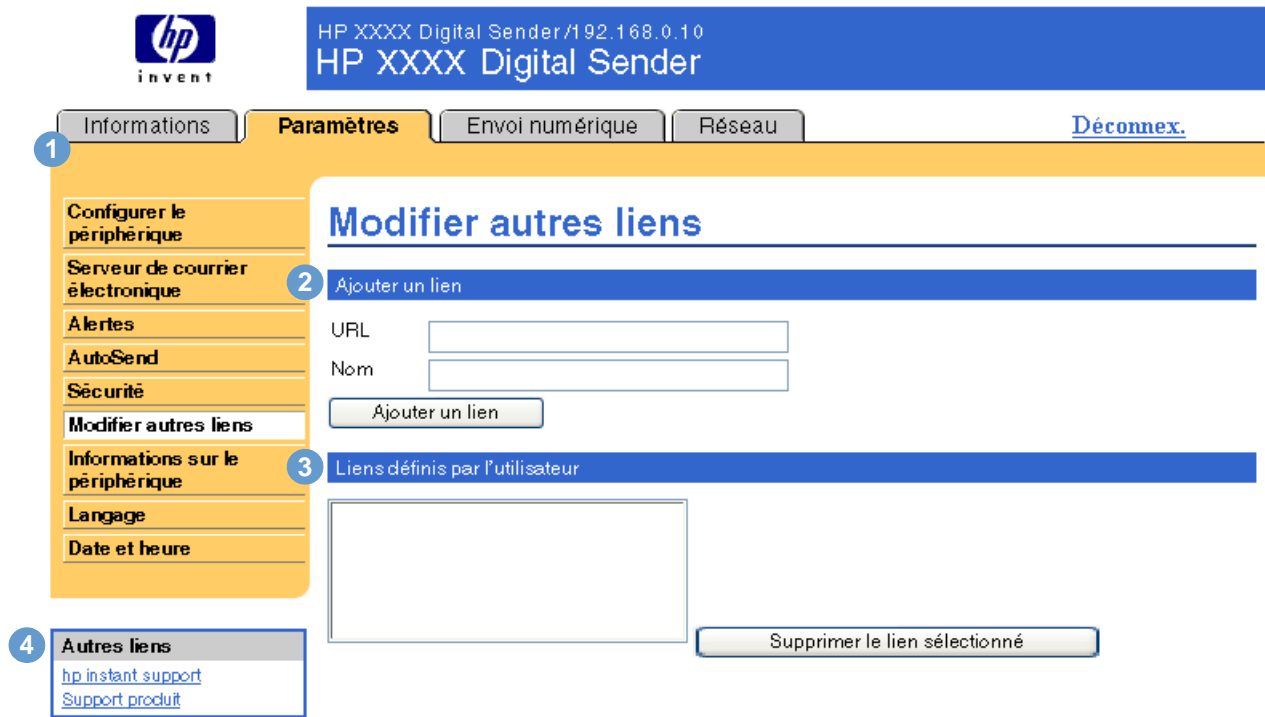 hp
invent
HP XXXX Digital Sender/192.168.0.10
HP XXXX Digital Sender
Informations
Paramètres
Envoi numérique
Réseau
Déconnex.
1
Configurer le
périphérique
Serveur de courrier
électronique
Alertes
AutoSend
Sécurité
Modifier autres liens
Informations sur le
périphérique
Langage
Date et heure
Modifier autres liens
2
Ajouter un lien
URL
Nom
Ajouter un lien
3
Liens définis par l'utilisateur
Supprimer le lien sélectionné
4
Autres liens
hp instant support
Support produit